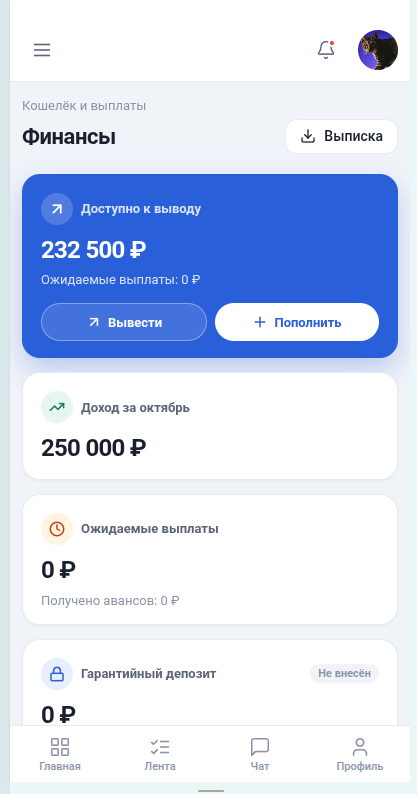 Кошелёк и выплаты
Финансы
Выписка
Доступно к выводу
232 500 ₽
Ожидаемые выплаты: 0 ₽
Вывести
Пополнить
Доход за октябрь
250 000 ₽
Ожидаемые выплаты
0 ₽
Получено авансов: 0 ₽
Гарантийный депозит
Не внесён
0 ₽
Главная
Лента
Чат
Профиль